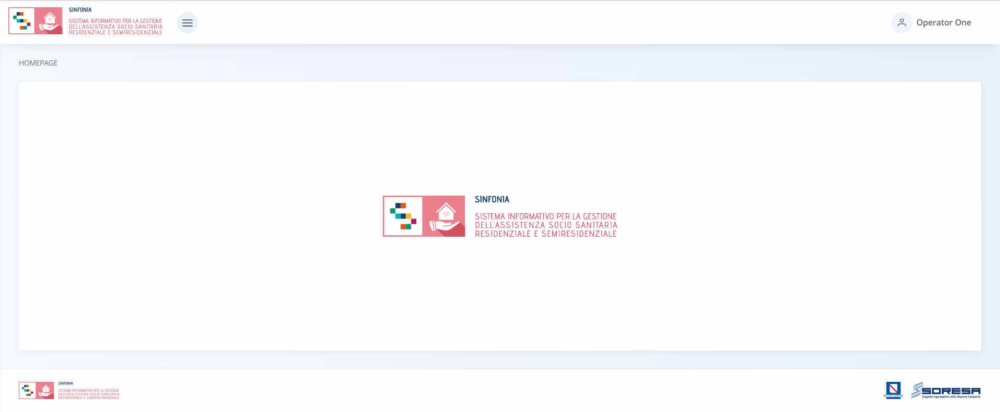 SINFONIA
SISTEMA INFORMATIVO PER LA GESTIONE
DELL'ASSISTENZA SOCIO SANITARIA
RESIDENZIALE E SEMIRESIDENZIALE
Operator One
HOMEPAGE
SINFONIA
SISTEMA INFORMATIVO PER LA GESTIONE
DELL'ASSISTENZA SOCIO SANITARIA
RESIDENZIALE E SEMIRESIDENZIALE
SINFONIA
SISTEMA INFORMATIVO PER LA GESTIONE
DELL'ASSISTENZA SOCIO SANITARIA
RESIDENZIALE E SEMIRESIDENZIALE
REGIONE CAMPANIA
SORESA
Soggetto Aggregatore della Regione Campania